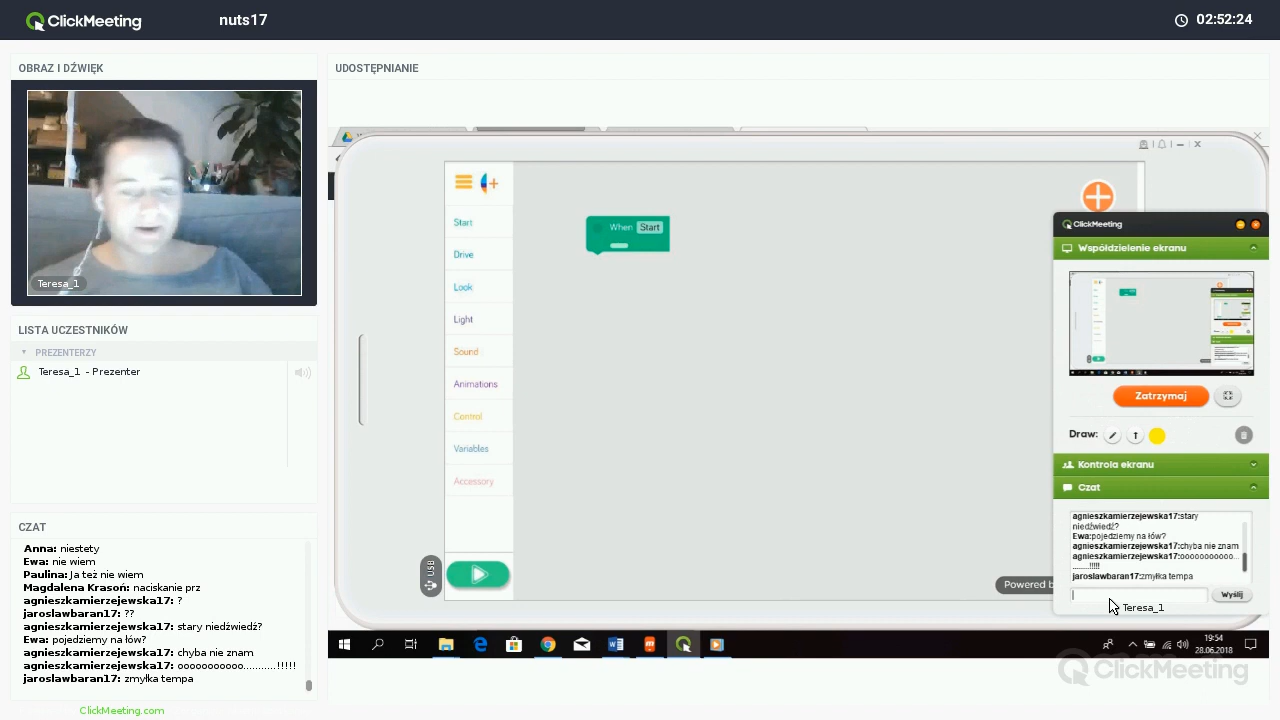 ClickMeeting
nuts17
02:52:24
OBRAZ I DŹWIĘK
UDOSTĘPNIANIE
Teresa_1
LISTA UCZESTNIKÓW
PREZENTERZY
Teresa_1 - Prezenter
CZAT
Anna: niestety
Ewa: nie wiem
Paulina: Ja też nie wiem
Magdalena Krasoń: naciskanie prz
agnieszkamierzejewska17: ?
jaroslawbaran17: ??
agnieszkamierzejewska17: stary niedźwiedź?
Ewa: pojedziemy na łów?
agnieszkamierzejewska17: chyba nie znam
agnieszkamierzejewska17: ooooooooooo..........!!!!!
jaroslawbaran17: zmyłka tempa
ClickMeeting.com
Start
Drive
Look
Light
Sound
Animations
Control
Variables
Accessory
When Start
USB
Powered b
ClickMeeting
Współdzielenie ekranu
Zatrzymaj
Draw:
Kontrola ekranu
Czat
agnieszkamierzejewska17:stary
niedźwiedź?
Ewa:pojedziemy na łów?
agnieszkamierzejewska17:chyba nie znam
agnieszkamierzejewska17:ooooooooooo...
.......!!!!!
jaroslawbaran17:zmyłka tempa
Wyślij
Teresa_1
19:54
28.06.2018
ClickMeeting